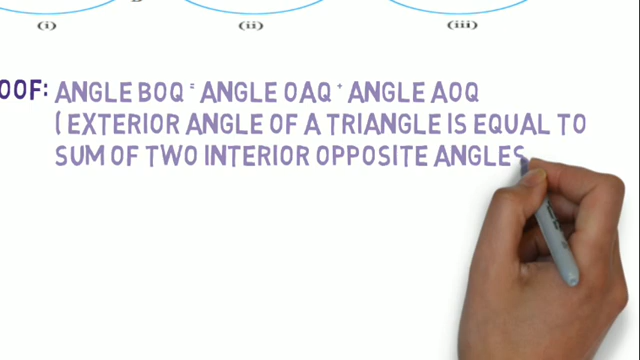 (i) (ii) (iii)
OOF: ANGLE BOQ = ANGLE OAQ + ANGLE AOQ
( EXTERIOR ANGLE OF A TRIANGLE IS EQUAL TO
SUM OF TWO INTERIOR OPPOSITE ANGLES